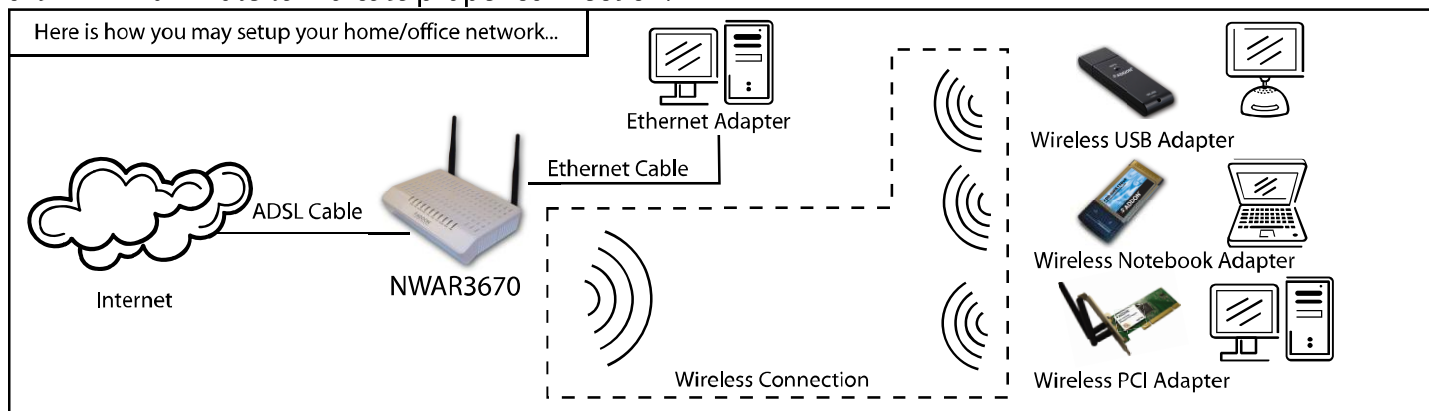 Here is how you may setup your home/office network...
Ethernet Adapter
Ethernet Cable
ADSL Cable
Internet
NWAR3670
Wireless Connection
Wireless USB Adapter
Wireless Notebook Adapter
Wireless PCI Adapter